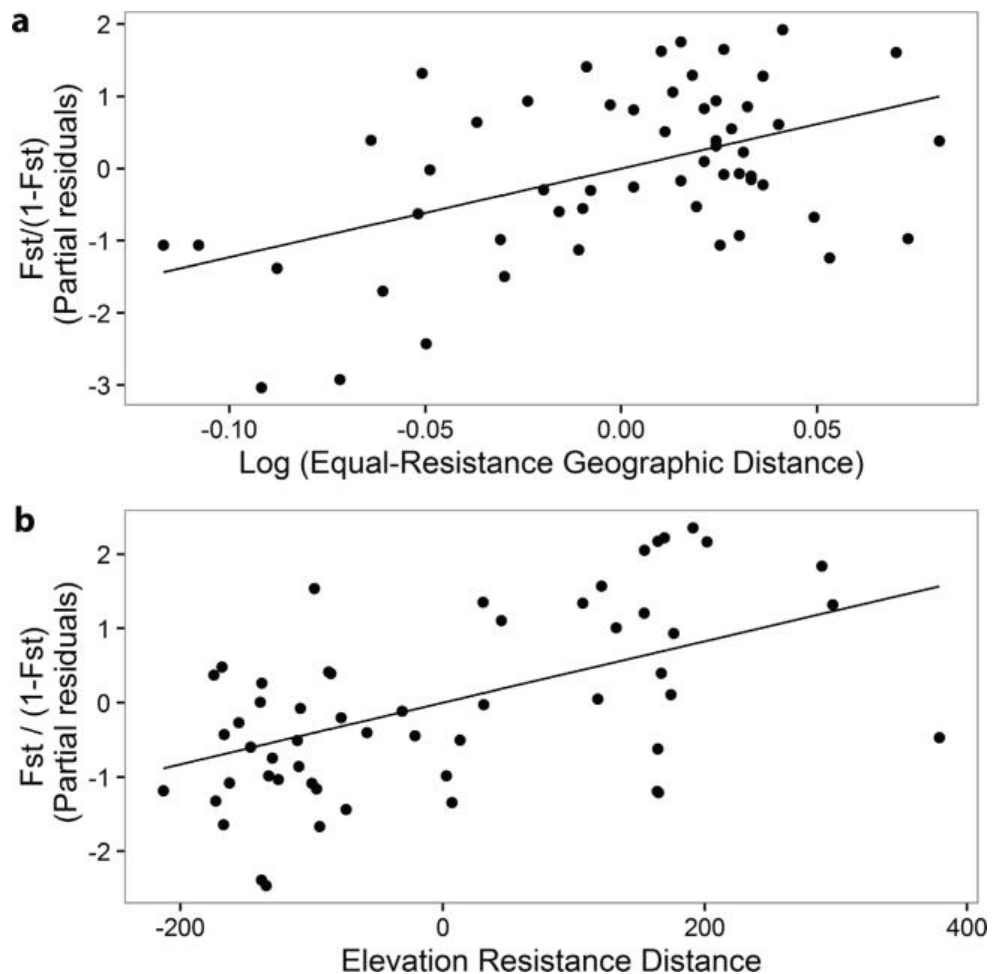 a
Fst/(1-Fst)
(Partial residuals)
2
1
0
-1
-2
-3
-0.10
-0.05
0.00
0.05
Log (Equal-Resistance Geographic Distance)
b
Fst / (1-Fst)
(Partial residuals)
2
1
0
-1
-2
-200
0
200
400
Elevation Resistance Distance